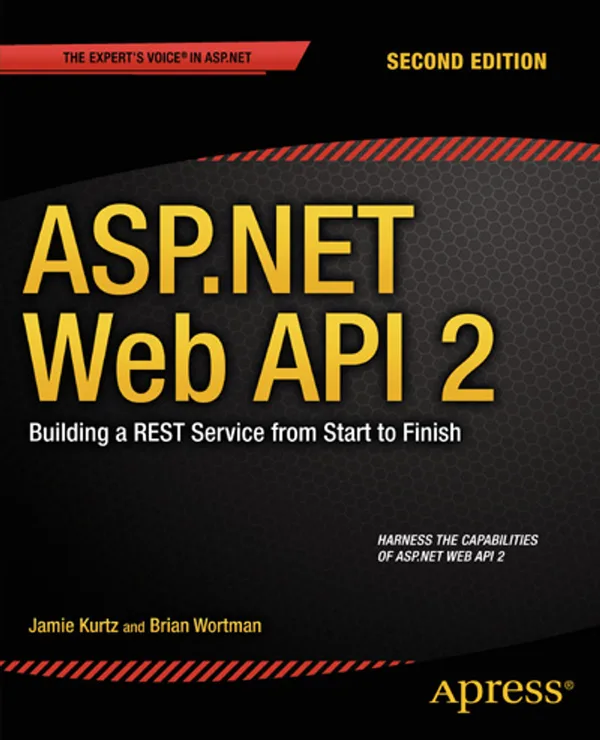 THE EXPERT'S VOICE® IN ASP.NET
SECOND EDITION
ASP.NET
Web API 2
Building a REST Service from Start to Finish
HARNESS THE CAPABILITIES
OF ASP.NET WEB API 2
Jamie Kurtz and Brian Wortman
Apress®